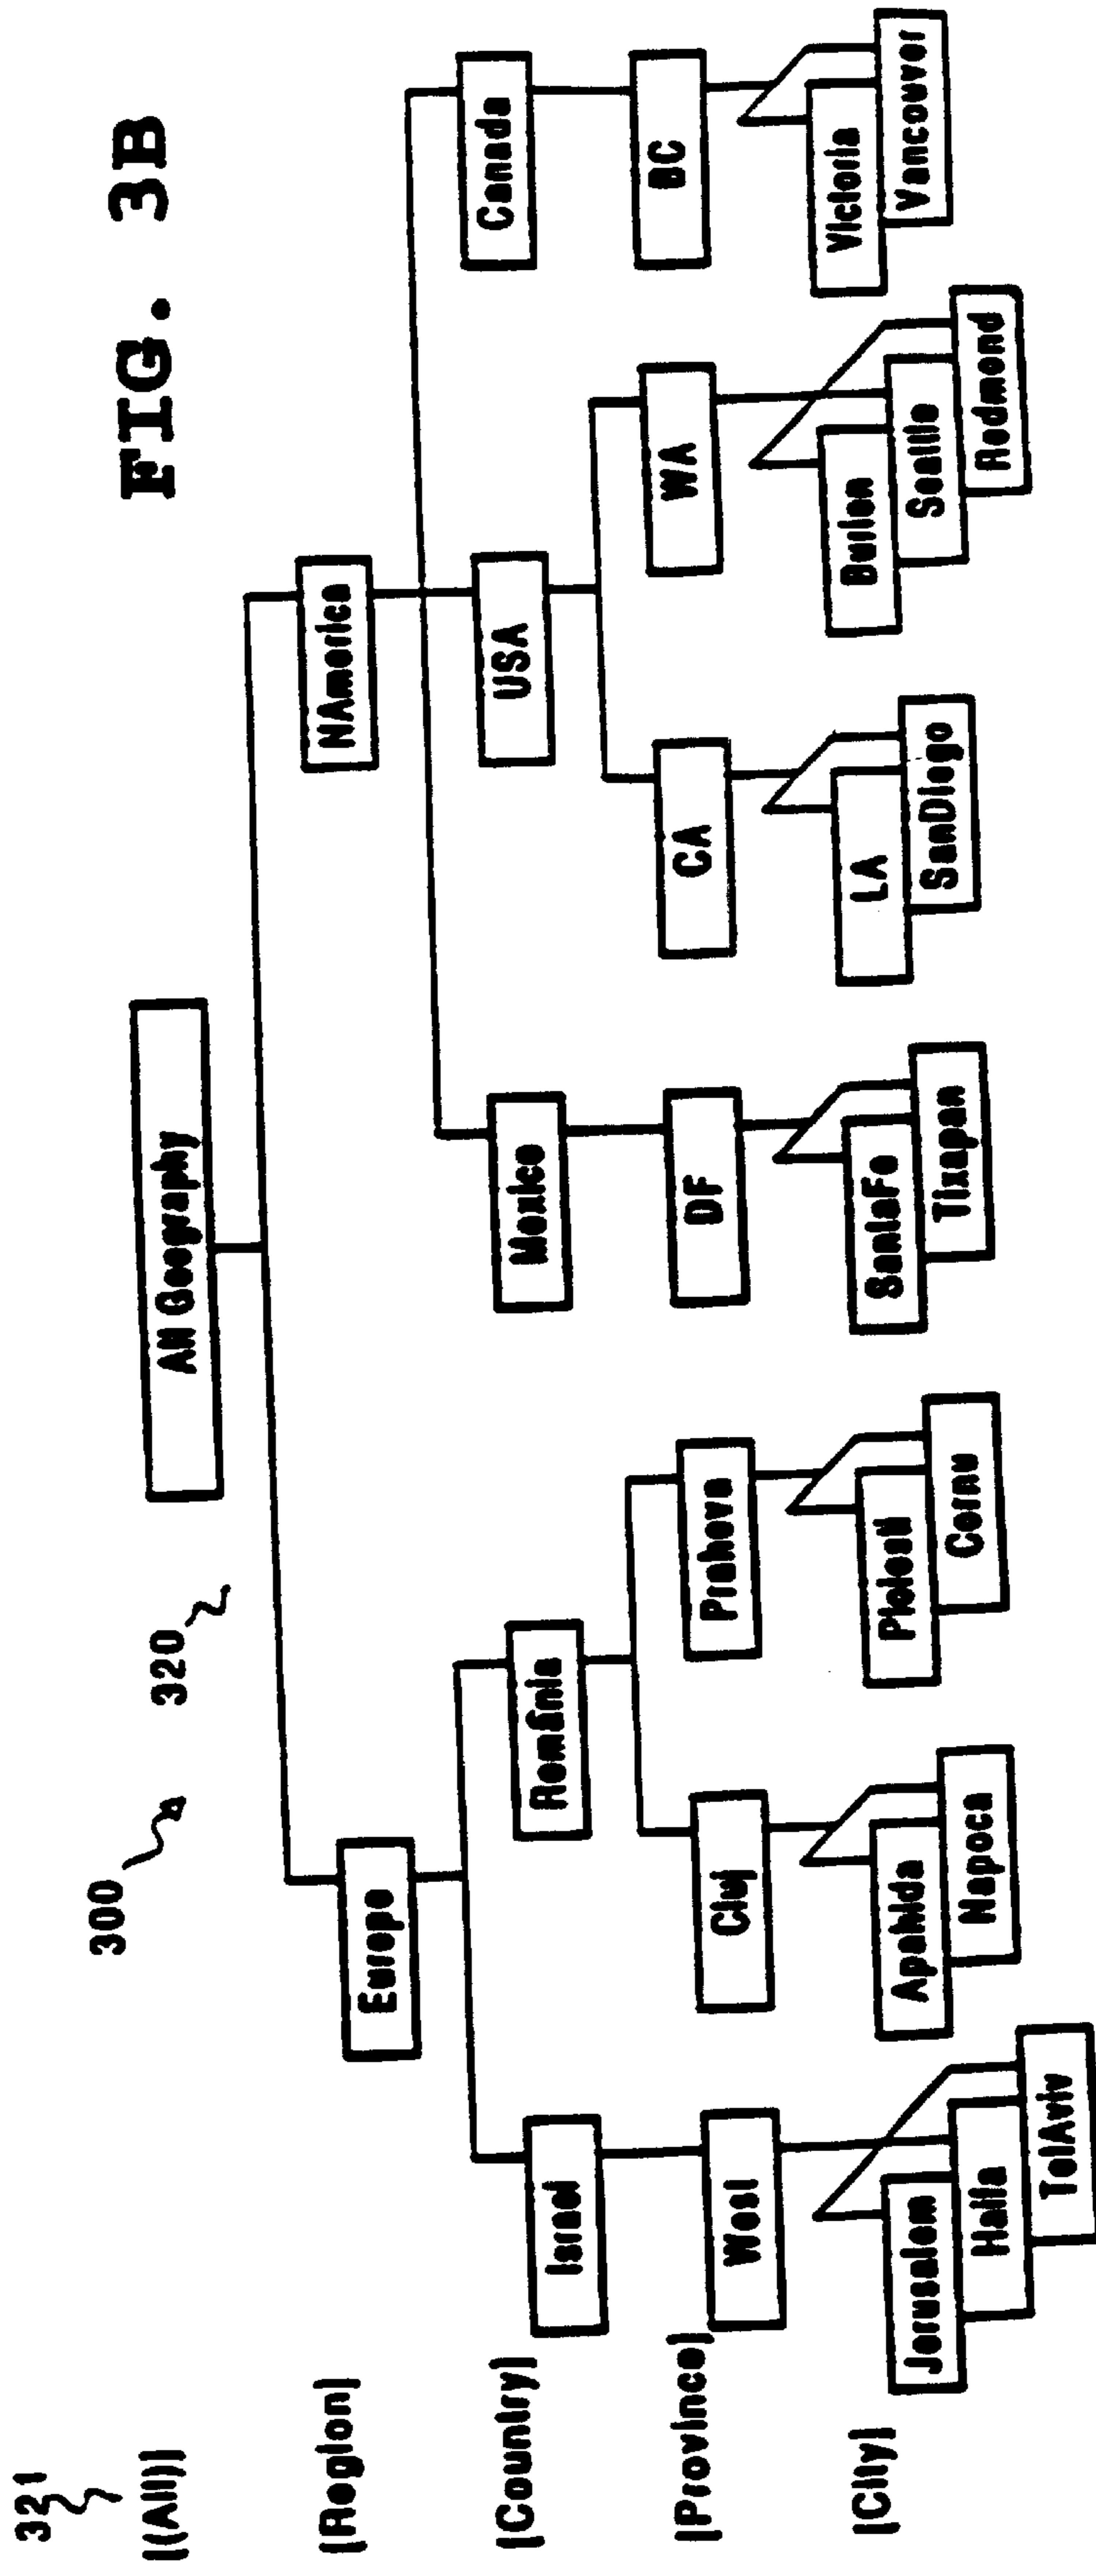 FIG. 3B
300
320
321
[(All)]
All Geography
[Region]
Europe
NAmerica
[Country]
Israel
România
Mexico
USA
Canada
[Province]
West
Cluj
Prahova
DF
CA
WA
BC
[City]
Jerusalem
Haifa
TelAviv
Apahida
Napoca
Ploiesti
Cornu
SantaFe
Tixapan
LA
SanDiego
Burien
Seattle
Redmond
Victoria
Vancouver